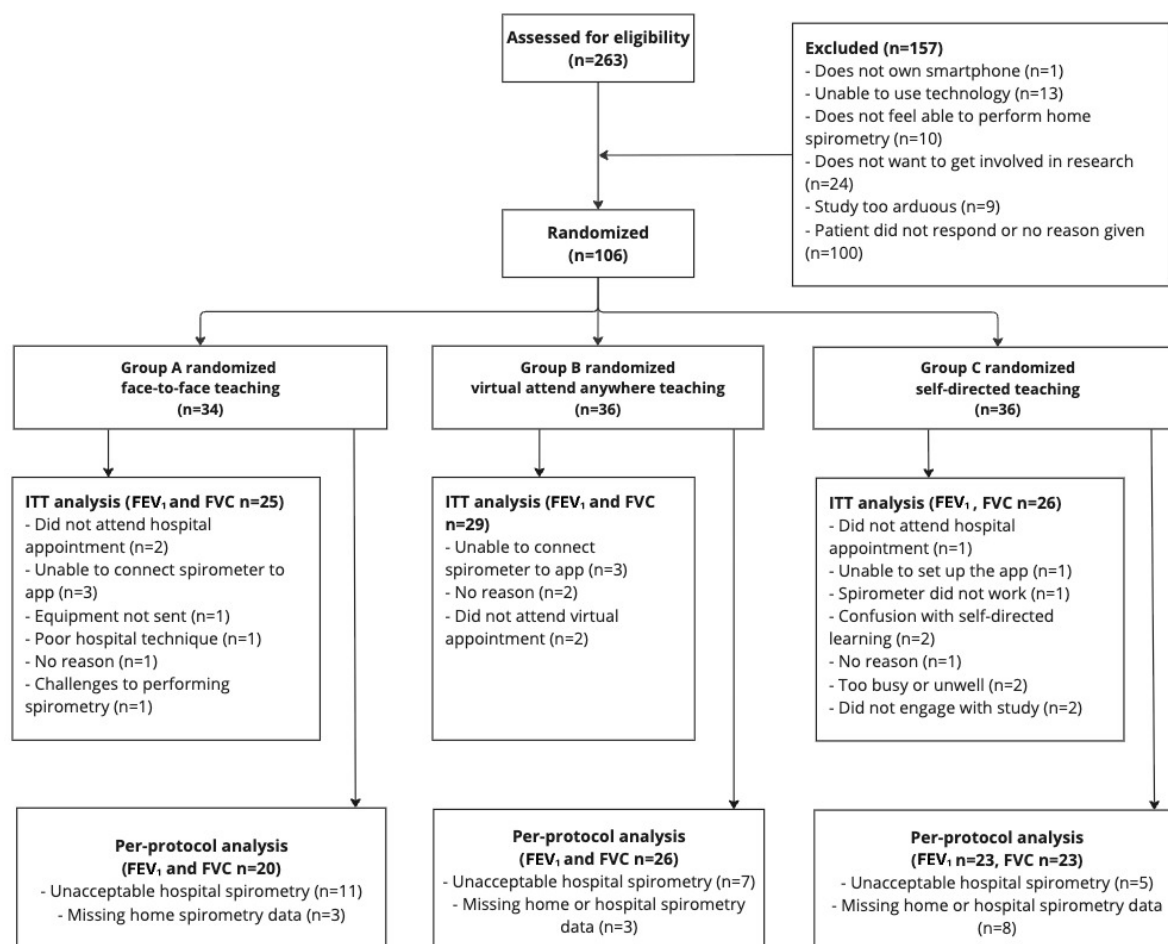 Assessed for eligibility
(n=263)
Excluded (n=157)
- Does not own smartphone (n=1)
- Unable to use technology (n=13)
- Does not feel able to perform home
spirometry (n=10)
- Does not want to get involved in research
(n=24)
- Study too arduous (n=9)
- Patient did not respond or no reason given
(n=100)
Randomized
(n=106)
Group A randomized
face-to-face teaching
(n=34)
Group B randomized
virtual attend anywhere teaching
(n=36)
Group C randomized
self-directed teaching
(n=36)
ITT analysis (FEV₁ and FVC n=25)
- Did not attend hospital
appointment (n=2)
- Unable to connect spirometer to
app (n=3)
- Equipment not sent (n=1)
- Poor hospital technique (n=1)
- No reason (n=1)
- Challenges to performing
spirometry (n=1)
ITT analysis (FEV₁ and FVC
n=29)
- Unable to connect
spirometer to app (n=3)
- No reason (n=2)
- Did not attend virtual
appointment (n=2)
ITT analysis (FEV₁ , FVC n=26)
- Did not attend hospital
appointment (n=1)
- Unable to set up the app (n=1)
- Spirometer did not work (n=1)
- Confusion with self-directed
learning (n=2)
- No reason (n=1)
- Too busy or unwell (n=2)
- Did not engage with study (n=2)
Per-protocol analysis
(FEV₁ and FVC n=20)
- Unacceptable hospital spirometry (n=11)
- Missing home spirometry data (n=3)
Per-protocol analysis
(FEV₁ and FVC n=26)
- Unacceptable hospital spirometry (n=7)
- Missing home or hospital spirometry
data (n=3)
Per-protocol analysis
(FEV₁ n=23, FVC n=23)
- Unacceptable hospital spirometry (n=5)
- Missing home or hospital spirometry data
(n=8)